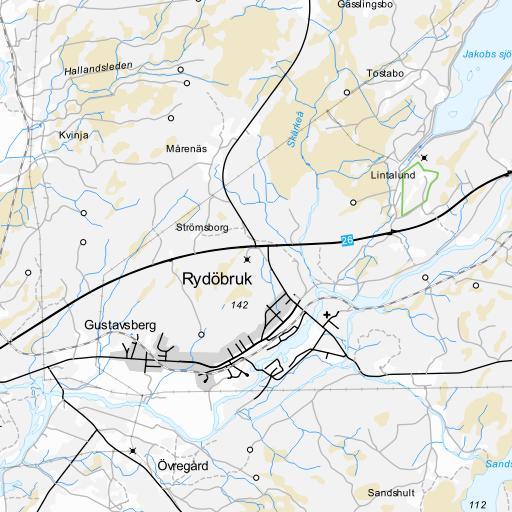 Gässlingsbo
Jakobs sjö
Hallandsleden
Tostabo
Skärkeå
Kvinja
Mårenäs
Lintalund
Strömsborg
26
Rydöbruk
142
Gustavsberg
Övregård
Sands
Sandshult
112